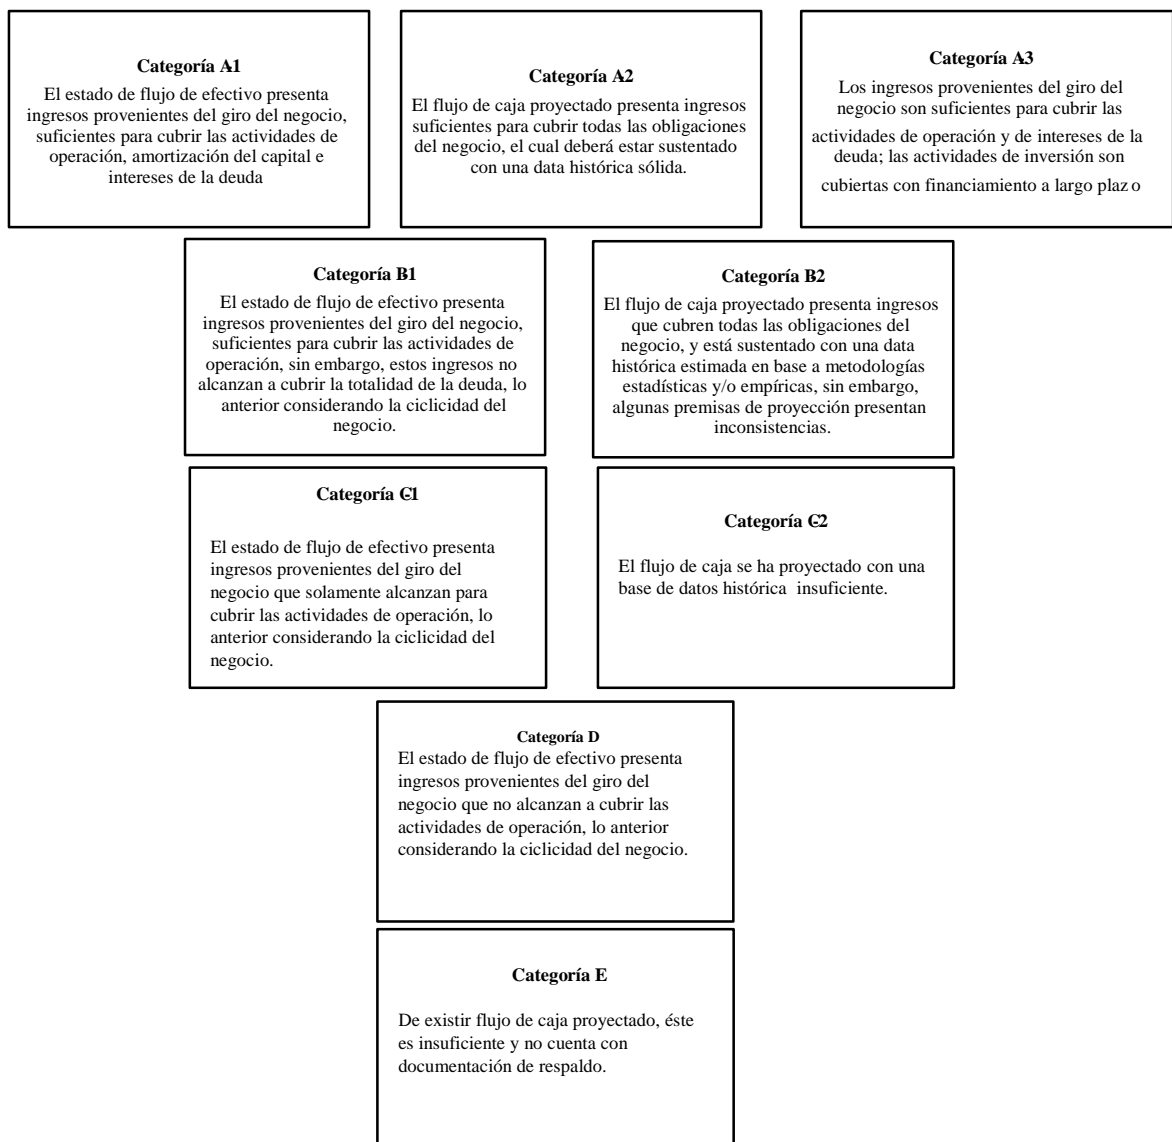 Categoría A-1
El estado de flujo de efectivo presenta
ingresos provenientes del giro del negocio,
suficientes para cubrir las actividades de
operación, amortización del capital e
intereses de la deuda
Categoría A-2
El flujo de caja proyectado presenta ingresos
suficientes para cubrir todas las obligaciones
del negocio, el cual deberá estar sustentado
con una data histórica sólida.
Categoría A-3
Los ingresos provenientes del giro del
negocio son suficientes para cubrir las
actividades de operación y de intereses de la
deuda; las actividades de inversión son
cubiertas con financiamiento a largo plaz o
Categoría B-1
El estado de flujo de efectivo presenta
ingresos provenientes del giro del negocio,
suficientes para cubrir las actividades de
operación, sin embargo, estos ingresos no
alcanzan a cubrir la totalidad de la deuda, lo
anterior considerando la ciclicidad del
negocio.
Categoría B-2
El flujo de caja proyectado presenta ingresos
que cubren todas las obligaciones del
negocio, y está sustentado con una data
histórica estimada en base a metodologías
estadísticas y/o empíricas, sin embargo,
algunas premisas de proyección presentan
inconsistencias.
Categoría C-1
El estado de flujo de efectivo presenta
ingresos provenientes del giro del
negocio que solamente alcanzan para
cubrir las actividades de operación, lo
anterior considerando la ciclicidad del
negocio.
Categoría C-2
El flujo de caja se ha proyectado con una
base de datos histórica insuficiente.
Categoría D
El estado de flujo de efectivo presenta
ingresos provenientes del giro del
negocio que no alcanzan a cubrir las
actividades de operación, lo anterior
considerando la ciclicidad del negocio.
Categoría E
De existir flujo de caja proyectado, éste
es insuficiente y no cuenta con
documentación de respaldo.